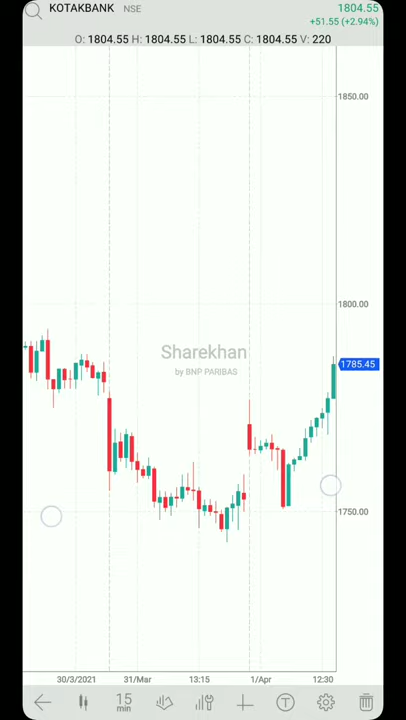 KOTAKBANK NSE 1804.55
+51.55 (+2.94%)
O: 1804.55 H: 1804.55 L: 1804.55 C: 1804.55 V: 220
1850.00
1800.00
Sharekhan
by BNP PARIBAS
1785.45
1750.00
30/3/2021 31/Mar 13:15 1/Apr 12:30
15
min
T